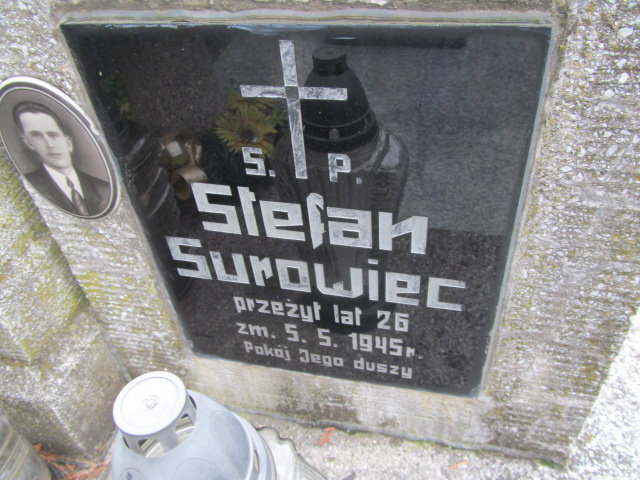 Ś. P.
Stefan
Surowiec
przeżył lat 26
zm. 5. 5. 1945 r.
Pokój Jego duszy